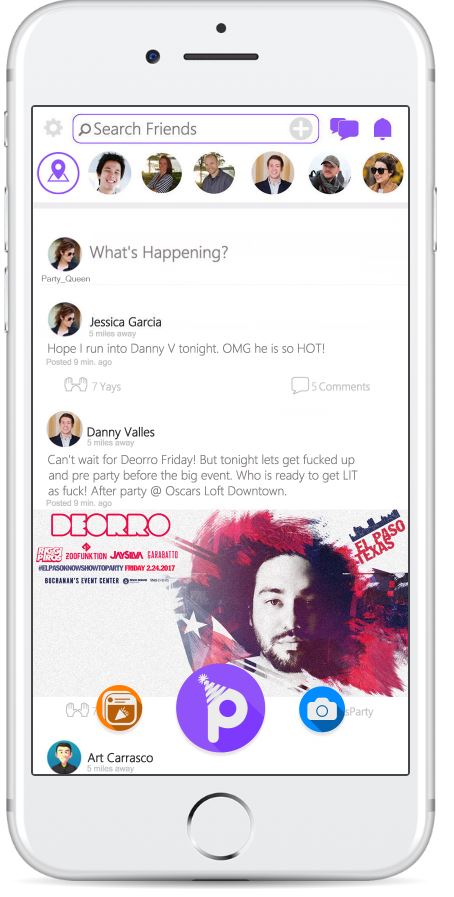 Search Friends
What's Happening?
Party_Queen
Jessica Garcia
5 miles away
Hope I run into Danny V tonight. OMG he is so HOT!
Posted 9 min. ago
7 Yays
5 Comments
Danny Valles
5 miles away
Can't wait for Deorro Friday! But tonight lets get fucked up
and pre party before the big event. Who is ready to get LIT
as fuck! After party @ Oscars Loft Downtown.
Posted 9 min. ago
DEORRO
EL PASO
TEXAS
ZOOFUNKTION JAYSILVA GARABATTO
#ELPASOKNOWSHOWTOPARTY FRIDAY 2.24.2017
BUCHANAN'S EVENT CENTER
p
7
sParty
Art Carrasco
5 miles away